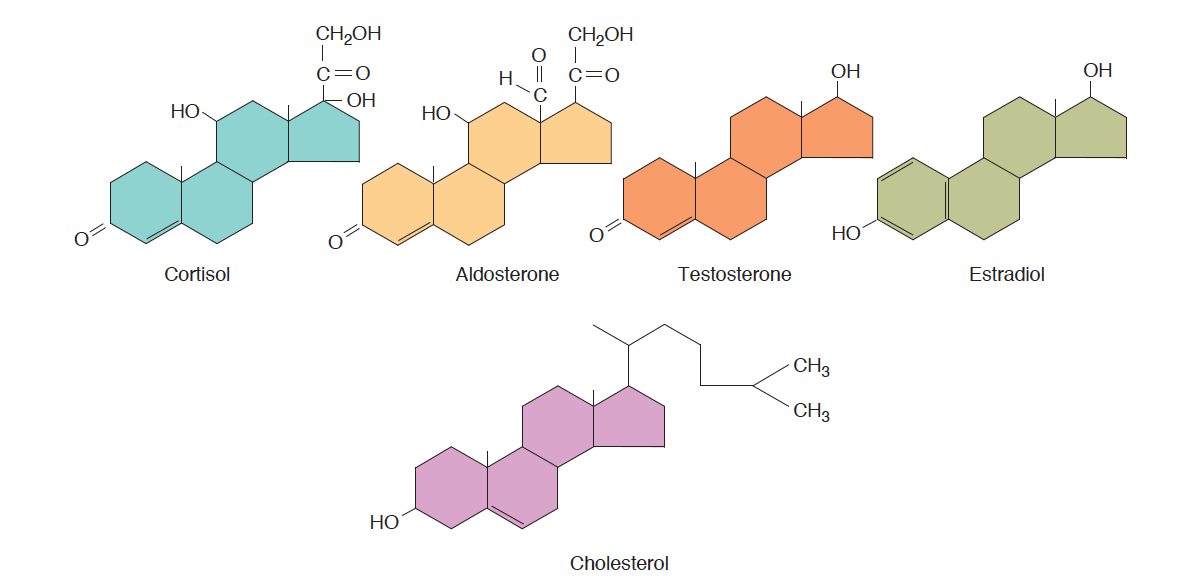 CH₂OH
C=O
OH
HO
O
Cortisol
CH₂OH
O
H
C
C=O
HO
O
Aldosterone
OH
O
Testosterone
OH
HO
Estradiol
CH₃
CH₃
HO
Cholesterol